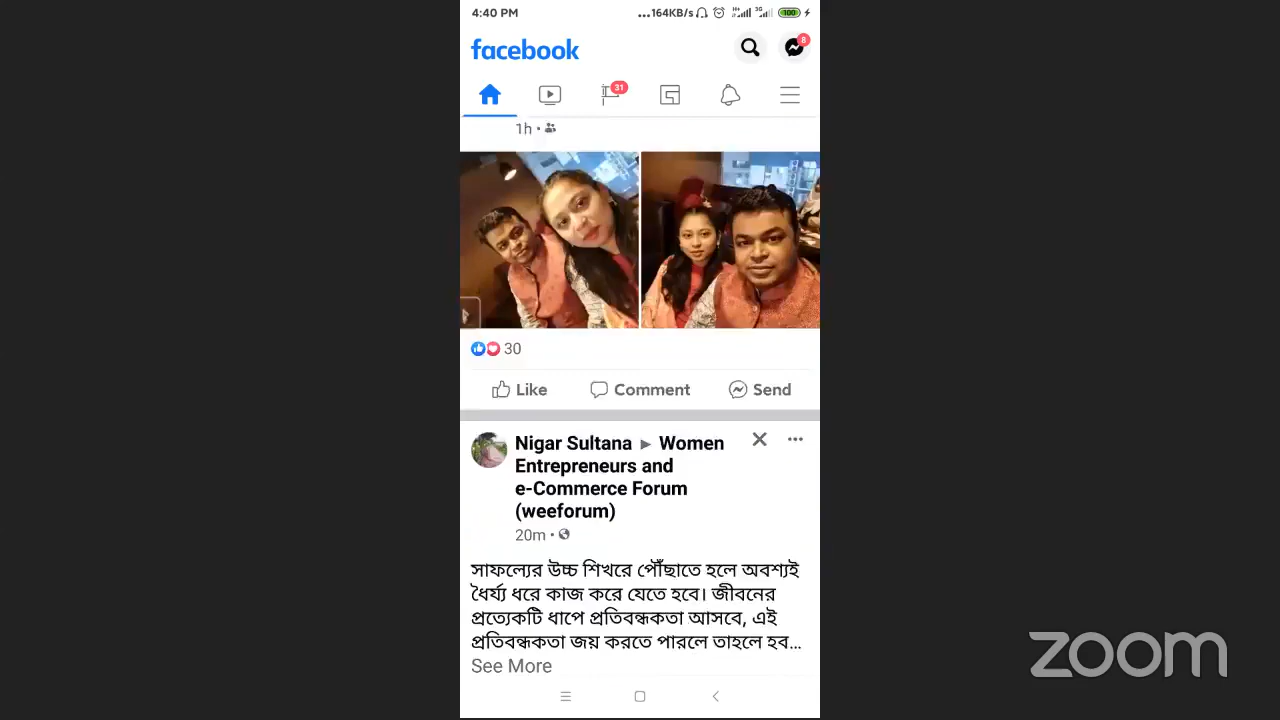 4:40 PM
...164KB/s H+ 3G 100
facebook
8
31
1h
30
Like Comment Send
Nigar Sultana ▸ Women
Entrepreneurs and
e-Commerce Forum
(weeforum)
20m
সাফল্যের উচ্চ শিখরে পৌঁছাতে হলে অবশ্যই
ধৈর্য্য ধরে কাজ করে যেতে হবে। জীবনের
প্রত্যেকটি ধাপে প্রতিবন্ধকতা আসবে, এই
প্রতিবন্ধকতা জয় করতে পারলে তাহলে হব...
See More
zoom